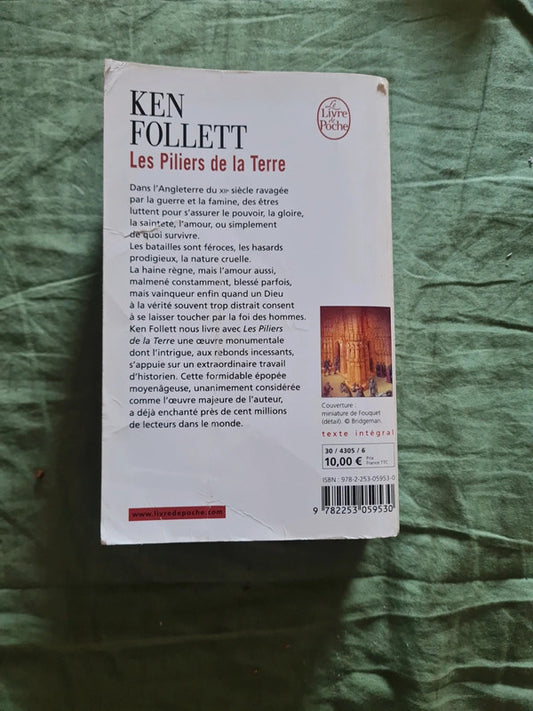 KEN
FOLLETT
Les Piliers de la Terre
Le
Livre
de
Poche
Dans l'Angleterre du XIIe siècle ravagée
par la guerre et la famine, des êtres
luttent pour s'assurer le pouvoir, la gloire,
la sainteté, l'amour, ou simplement
de quoi survivre.
Les batailles sont féroces, les hasards
prodigieux, la nature cruelle.
La haine règne, mais l'amour aussi,
malmené constamment, blessé parfois,
mais vainqueur enfin quand un Dieu
à la vérité souvent trop distrait consent
à se laisser toucher par la foi des hommes.
Ken Follett nous livre avec Les Piliers
de la Terre une œuvre monumentale
dont l'intrigue, aux rebonds incessants,
s'appuie sur un extraordinaire travail
d'historien. Cette formidable épopée
moyenâgeuse, unanimement considérée
comme l'œuvre majeure de l'auteur,
a déjà enchanté près de cent millions
de lecteurs dans le monde.
Couverture :
miniature de Fouquet
(détail). © Bridgeman.
texte intégral
30 / 4305 / 6
10,00 € Prix
France TTC
ISBN : 978-2-253-05953-0
9 782253 059530
www.livredepoche.com